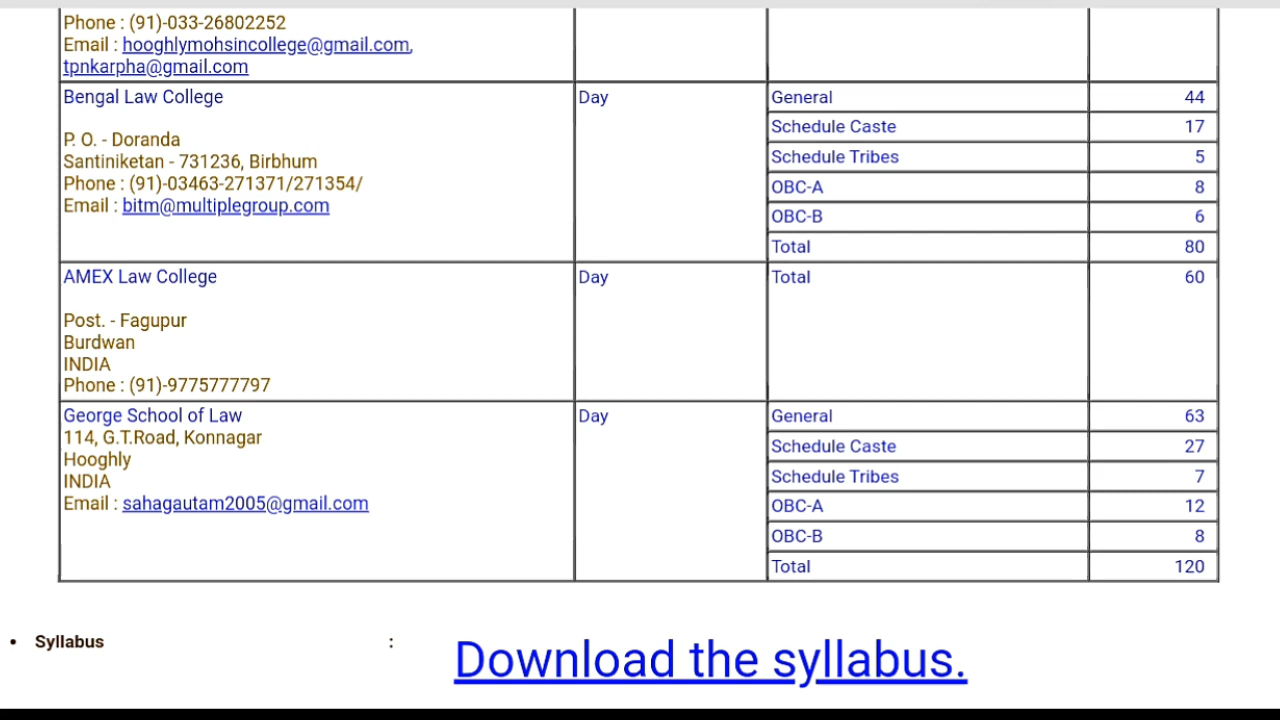 Phone : (91)-033-26802252
Email : hooghlymohsincollege@gmail.com,
tpnkarpha@gmail.com
Bengal Law College
P. O. - Doranda
Santiniketan - 731236, Birbhum
Phone : (91)-03463-271371/271354/
Email : bitm@multiplegroup.com
Day
General 44
Schedule Caste 17
Schedule Tribes 5
OBC-A 8
OBC-B 6
Total 80
AMEX Law College
Post. - Fagupur
Burdwan
INDIA
Phone : (91)-9775777797
Day
Total 60
George School of Law
114, G.T.Road, Konnagar
Hooghly
INDIA
Email : sahagautam2005@gmail.com
Day
General 63
Schedule Caste 27
Schedule Tribes 7
OBC-A 12
OBC-B 8
Total 120
• Syllabus : Download the syllabus.